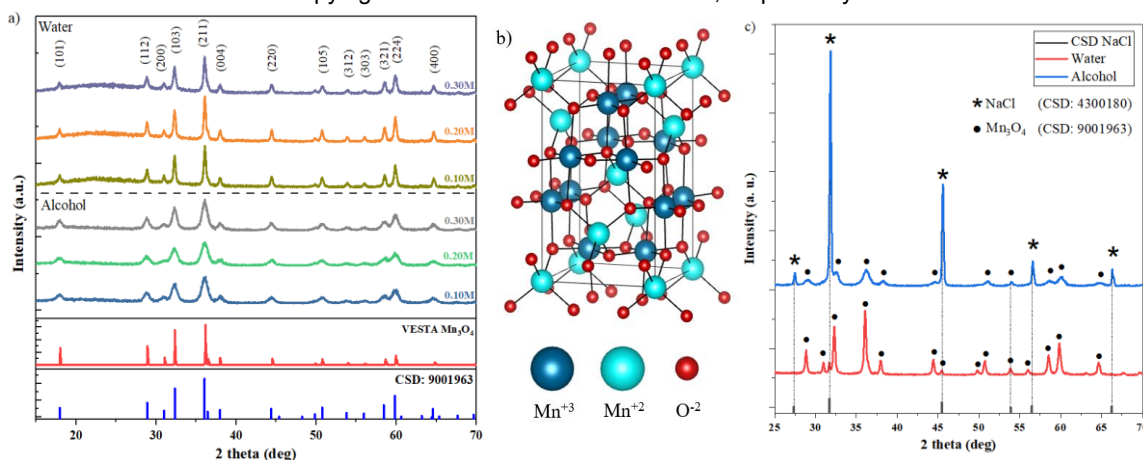 a)
Water
(101)
(112)
(200)
(103)
(211)
(004)
(220)
(105)
(312)
(303)
(321)
(224)
(400)
0.30M
0.20M
0.10M
Alcohol
0.30M
0.20M
0.10M
VESTA Mn₃O₄
CSD: 9001963
Intensity (a.u.)
15 20 30 40 50 60 70
2 theta (deg)
b)
Mn⁺³ Mn⁺² O⁻²
c)
CSD NaCl
Water
Alcohol
* NaCl (CSD: 4300180)
• Mn₃O₄ (CSD: 9001963)
Intensity (a. u.)
25 30 35 40 45 50 55 60 65 70
2 theta (deg)